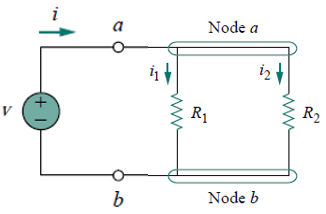 i
a
Node a
i₁
i₂
V
+
−
R₁
R₂
b
Node b